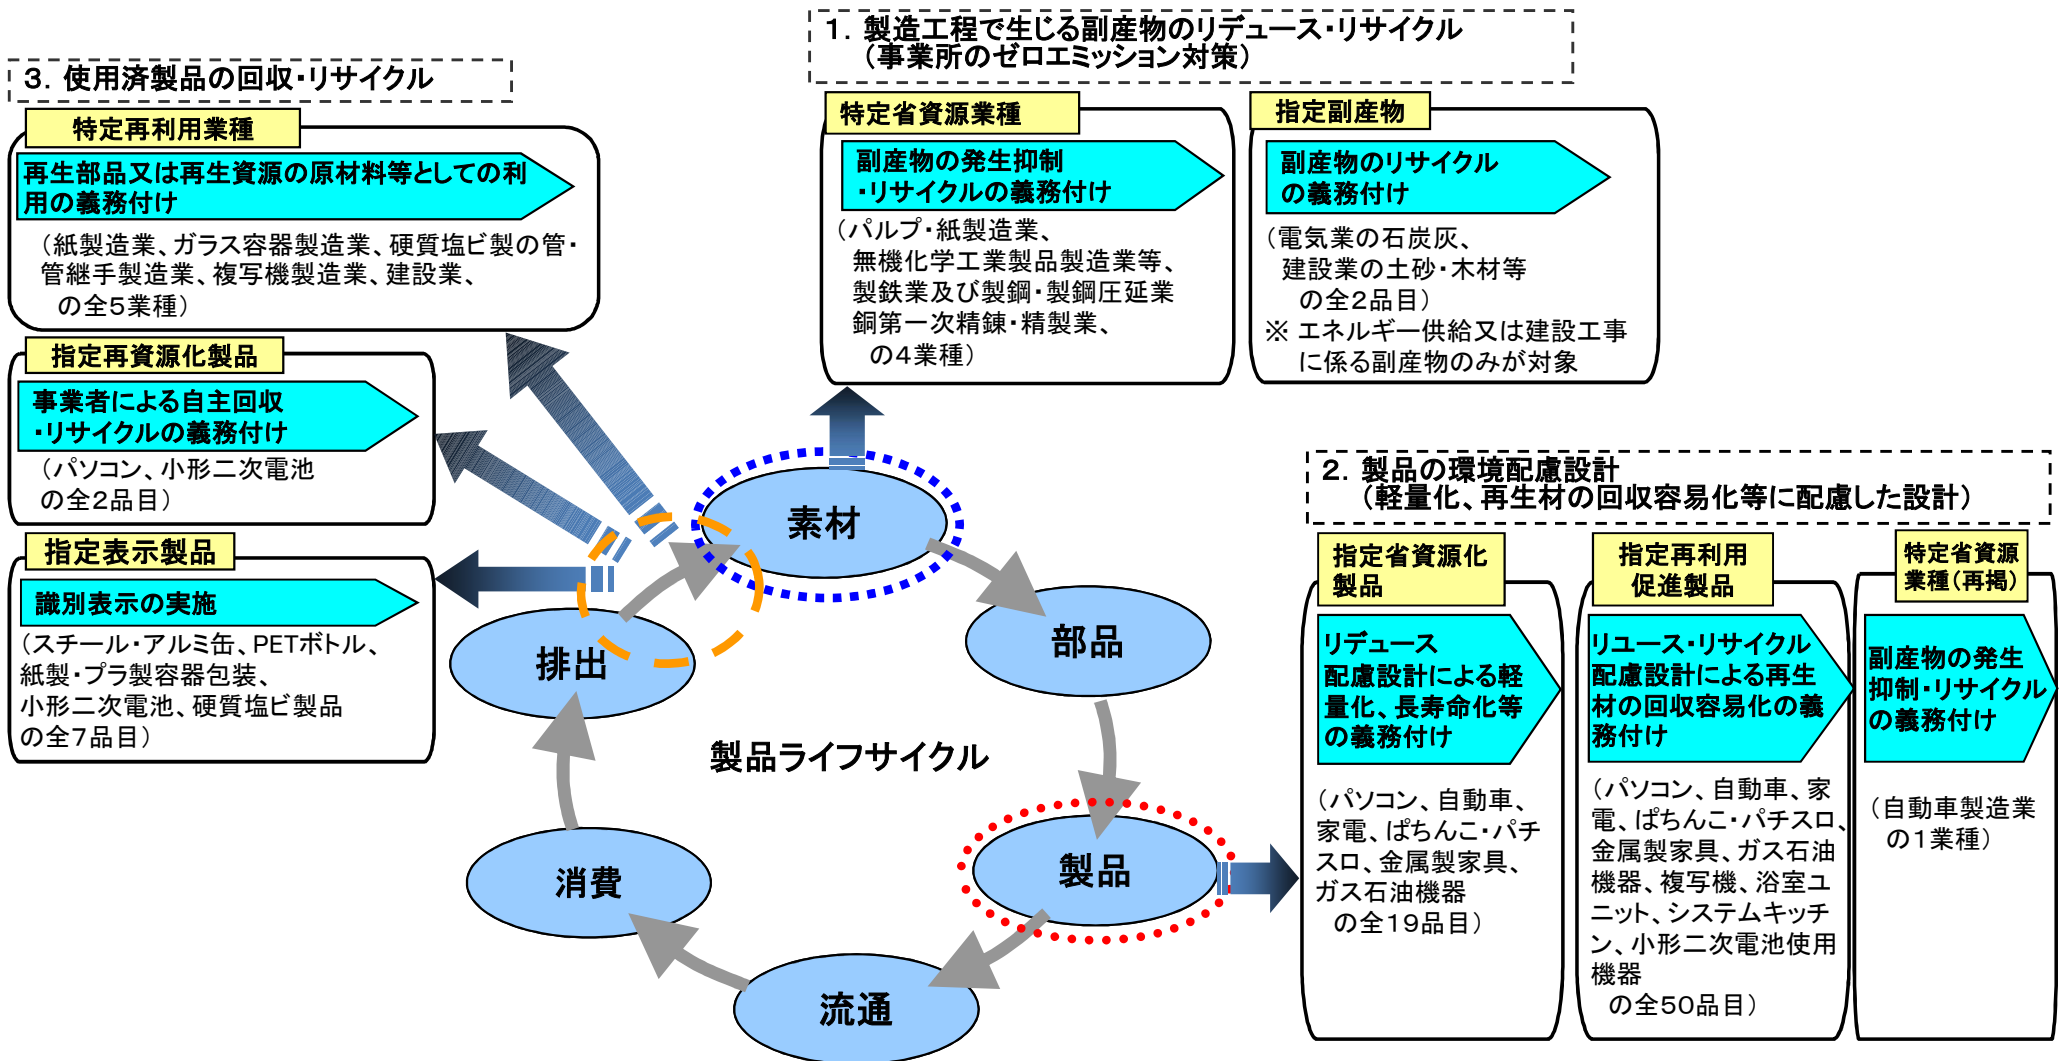 1．製造工程で生じる副産物のリデュース・リサイクル
（事業所のゼロエミッション対策）
特定省資源業種
副産物の発生抑制
・リサイクルの義務付け
（パルプ・紙製造業、
無機化学工業製品製造業等、
製鉄業及び製鋼・製鋼圧延業
銅第一次精錬・精製業、
の４業種）
指定副産物
副産物のリサイクル
の義務付け
（電気業の石炭灰、
建設業の土砂・木材等
の全２品目）
※ エネルギー供給又は建設工事
に係る副産物のみが対象
3．使用済製品の回収・リサイクル
特定再利用業種
再生部品又は再生資源の原材料等としての利
用の義務付け
（紙製造業、ガラス容器製造業、硬質塩ビ製の管・
管継手製造業、複写機製造業、建設業、
の全５業種）
指定再資源化製品
事業者による自主回収
・リサイクルの義務付け
（パソコン、小形二次電池
の全２品目）
指定表示製品
識別表示の実施
（スチール・アルミ缶、PETボトル、
紙製・プラ製容器包装、
小形二次電池、硬質塩ビ製品
の全７品目）
2．製品の環境配慮設計
（軽量化、再生材の回収容易化等に配慮した設計）
指定省資源化
製品
リデュース
配慮設計による軽
量化、長寿命化等
の義務付け
（パソコン、自動車、
家電、ぱちんこ・パチ
スロ、金属製家具、
ガス石油機器
の全19品目）
指定再利用
促進製品
リユース・リサイクル
配慮設計による再生
材の回収容易化の義
務付け
（パソコン、自動車、家
電、ぱちんこ・パチスロ、
金属製家具、ガス石油
機器、複写機、浴室ユ
ニット、システムキッチ
ン、小形二次電池使用
機器
の全50品目）
特定省資源
業種（再掲）
副産物の発生
抑制・リサイクル
の義務付け
（自動車製造業
の１業種）
素材
部品
製品
流通
消費
排出
製品ライフサイクル